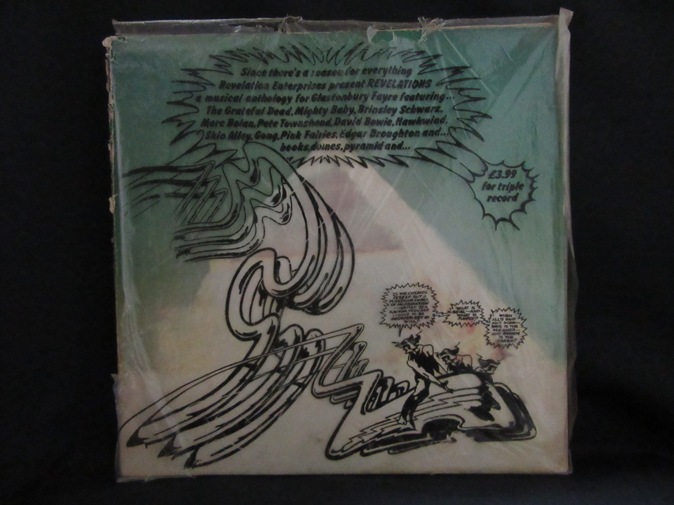 Since there's a reason for everything
Revelation Enterprises present REVELATIONS
a musical anthology for Glastonbury Fayre featuring...
The Grateful Dead, Mighty Baby, Brinsley Schwarz,
Marc Bolan, Pete Townshend, David Bowie, Hawkwind,
Skin Alley, Gong, Pink Fairies, Edgar Broughton and...
books, domes, pyramid and...
£3.99
for triple
record